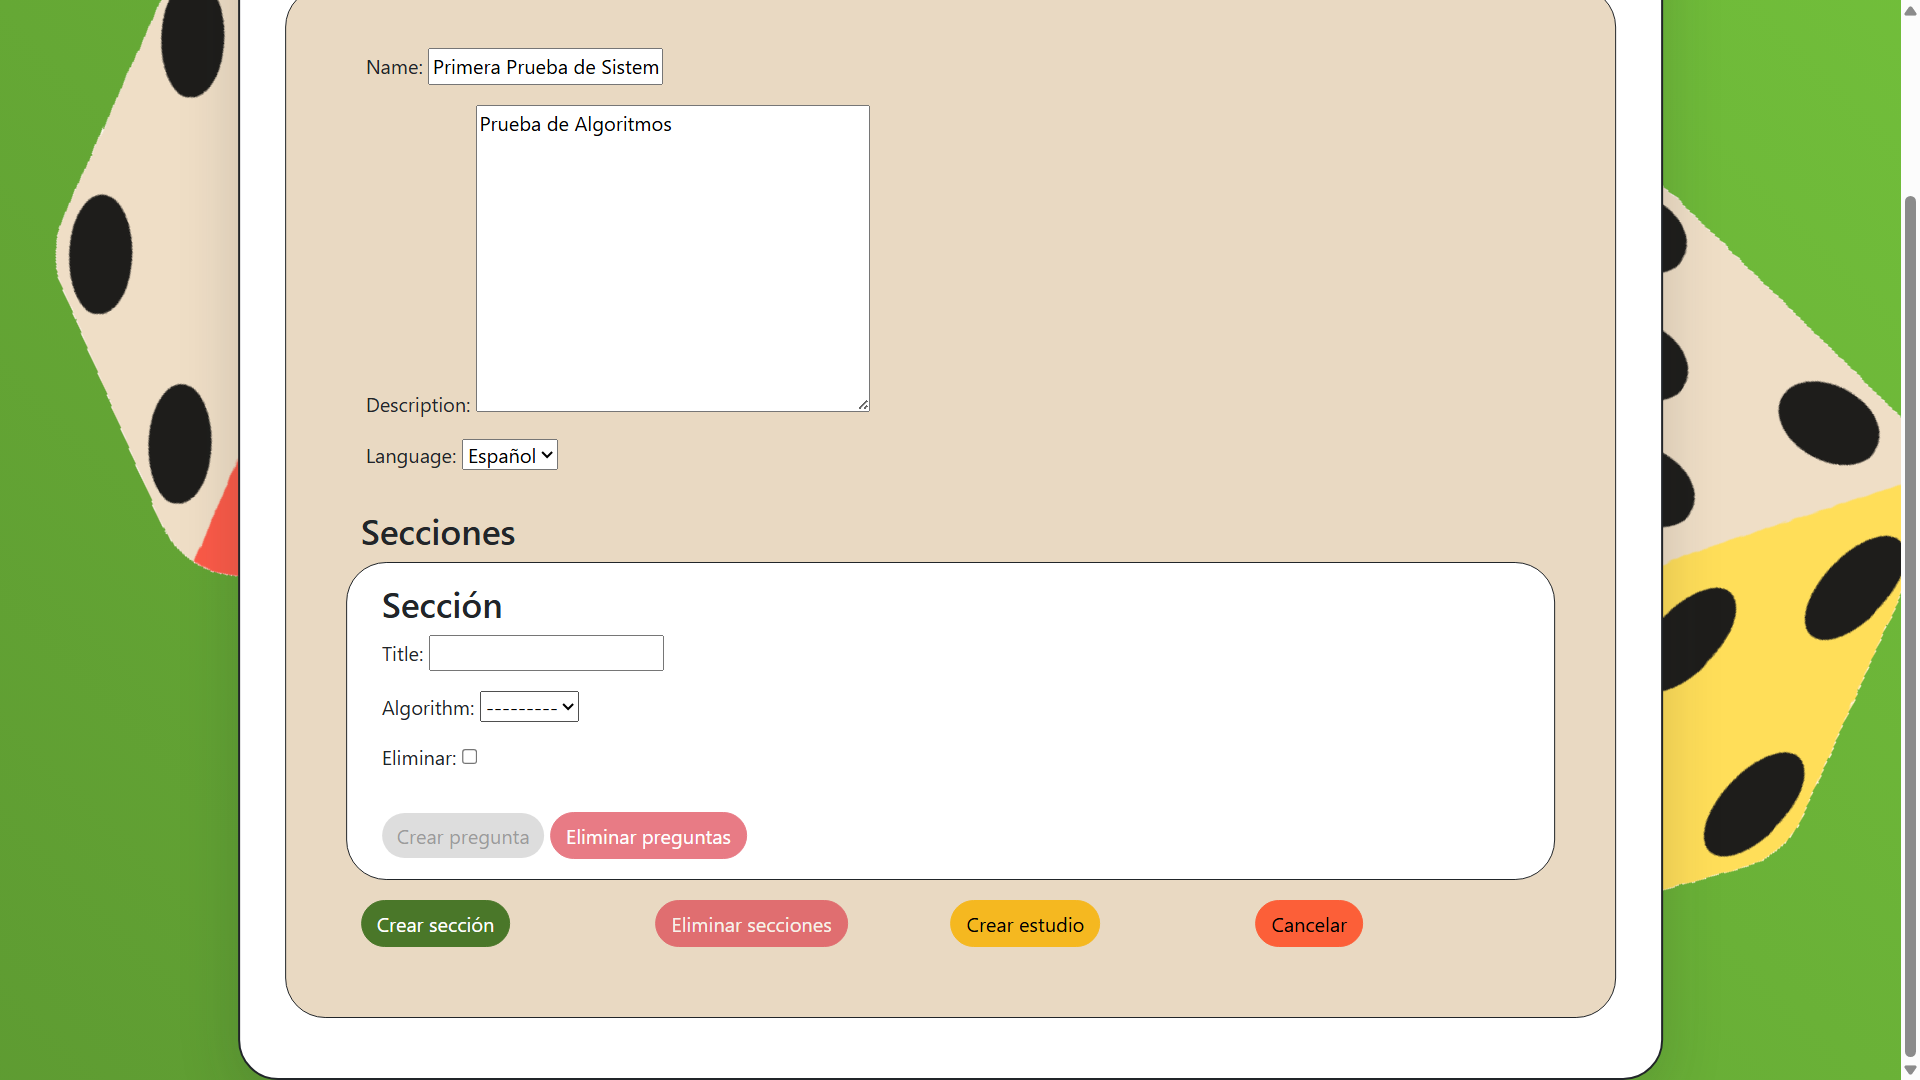 Name: Primera Prueba de Sistem
Prueba de Algoritmos
Description:
Language: Español
Secciones
Sección
Title:
Algorithm: ---------
Eliminar:
Crear pregunta Eliminar preguntas
Crear sección Eliminar secciones Crear estudio Cancelar